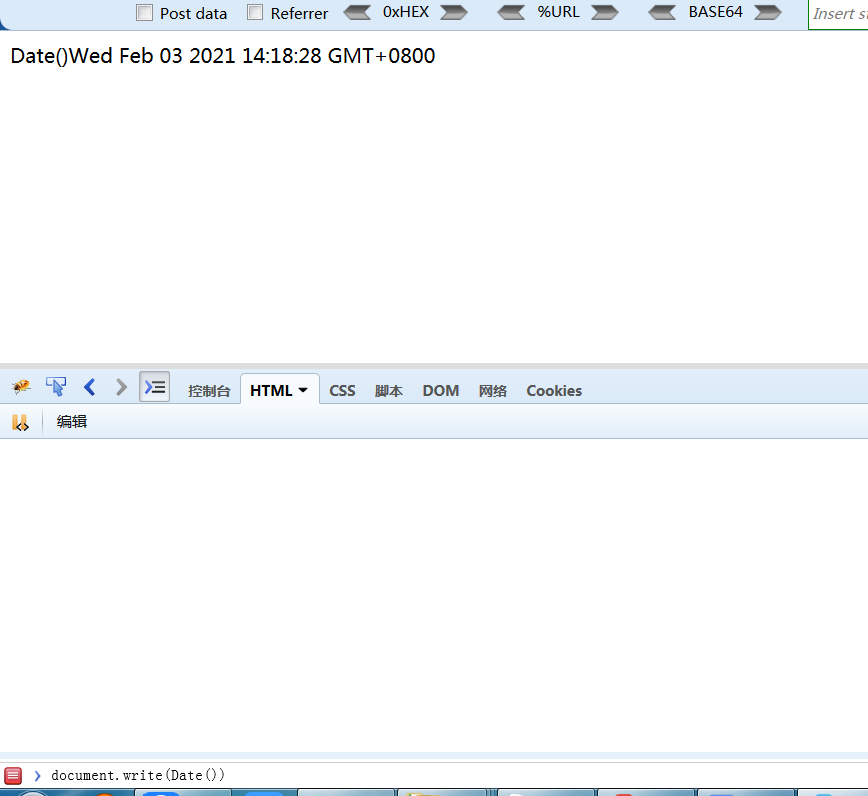 Post data Referrer 0xHEX %URL BASE64 Insert
Date()Wed Feb 03 2021 14:18:28 GMT+0800
控制台 HTML CSS 脚本 DOM 网络 Cookies
编辑
document.write(Date())